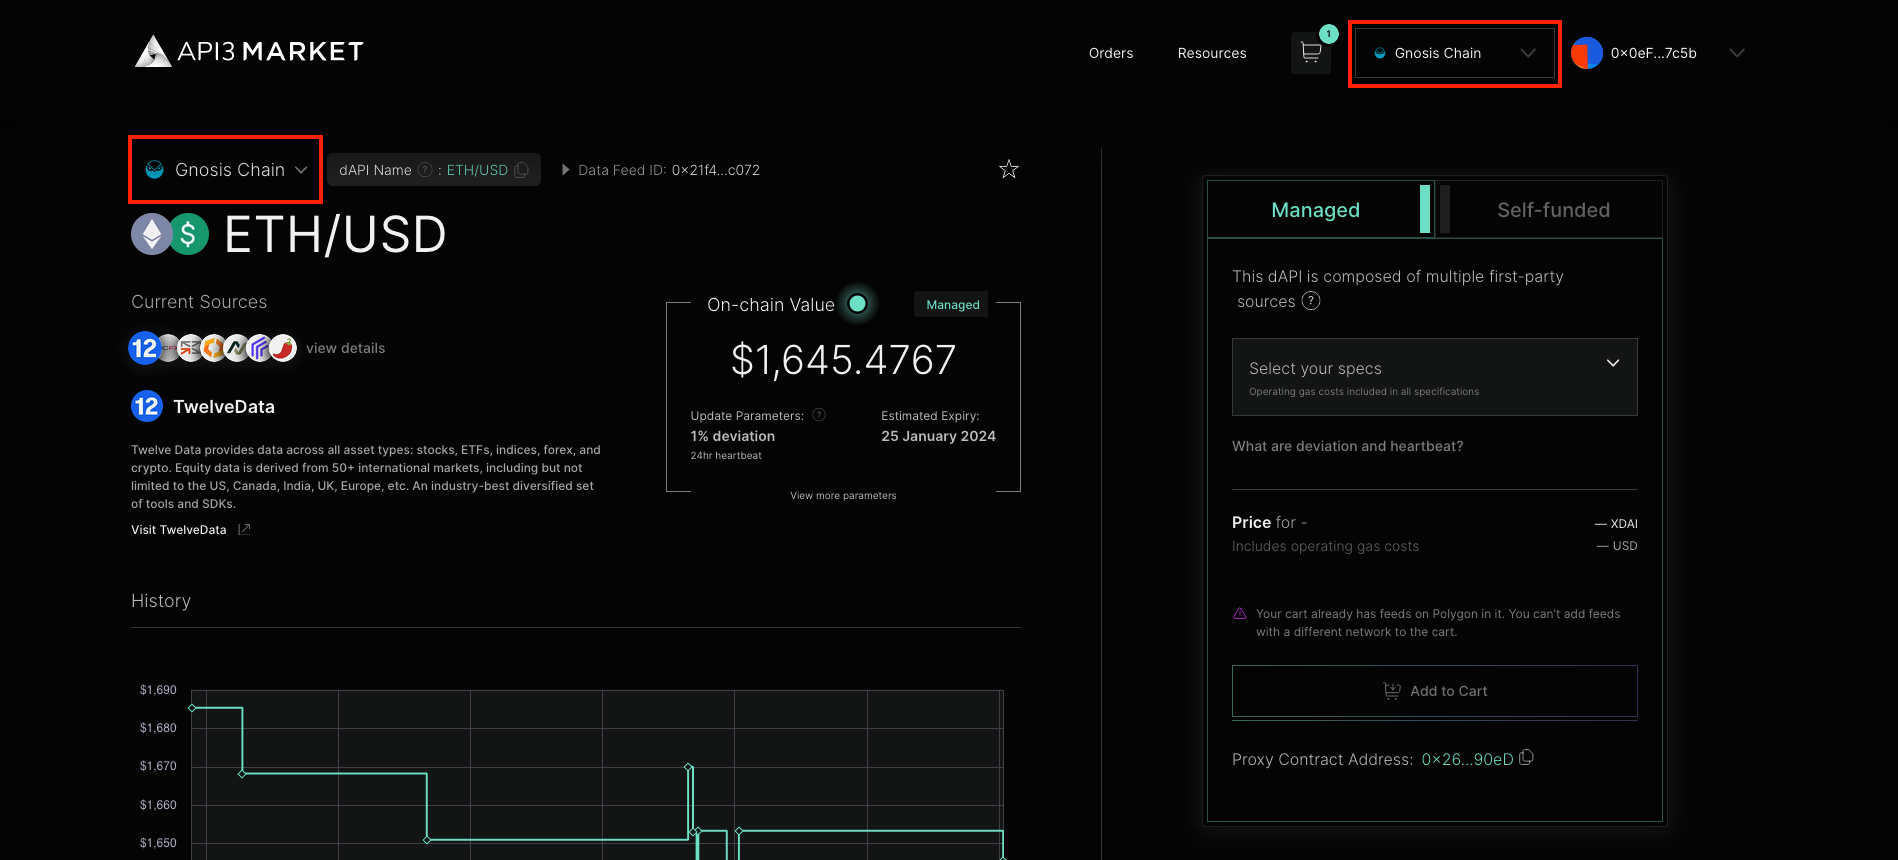 API3 MARKET
Orders
Resources
1
Gnosis Chain
0x0eF...7c5b
Gnosis Chain
dAPI Name ? : ETH/USD
Data Feed ID: 0x21f4...c072
ETH/USD
Current Sources
12
view details
12 TwelveData
Twelve Data provides data across all asset types: stocks, ETFs, indices, forex, and
crypto. Equity data is derived from 50+ international markets, including but not
limited to the US, Canada, India, UK, Europe, etc. An industry-best diversified set
of tools and SDKs.
Visit TwelveData
On-chain Value
Managed
$1,645.4767
Update Parameters: ?
1% deviation
24hr heartbeat
Estimated Expiry:
25 January 2024
View more parameters
History
$1,690
$1,680
$1,670
$1,660
$1,650
Managed
Self-funded
This dAPI is composed of multiple first-party
sources ?
Select your specs
Operating gas costs included in all specifications
What are deviation and heartbeat?
Price for -
— XDAI
Includes operating gas costs
— USD
Your cart already has feeds on Polygon in it. You can't add feeds
with a different network to the cart.
Add to Cart
Proxy Contract Address: 0x26...90eD